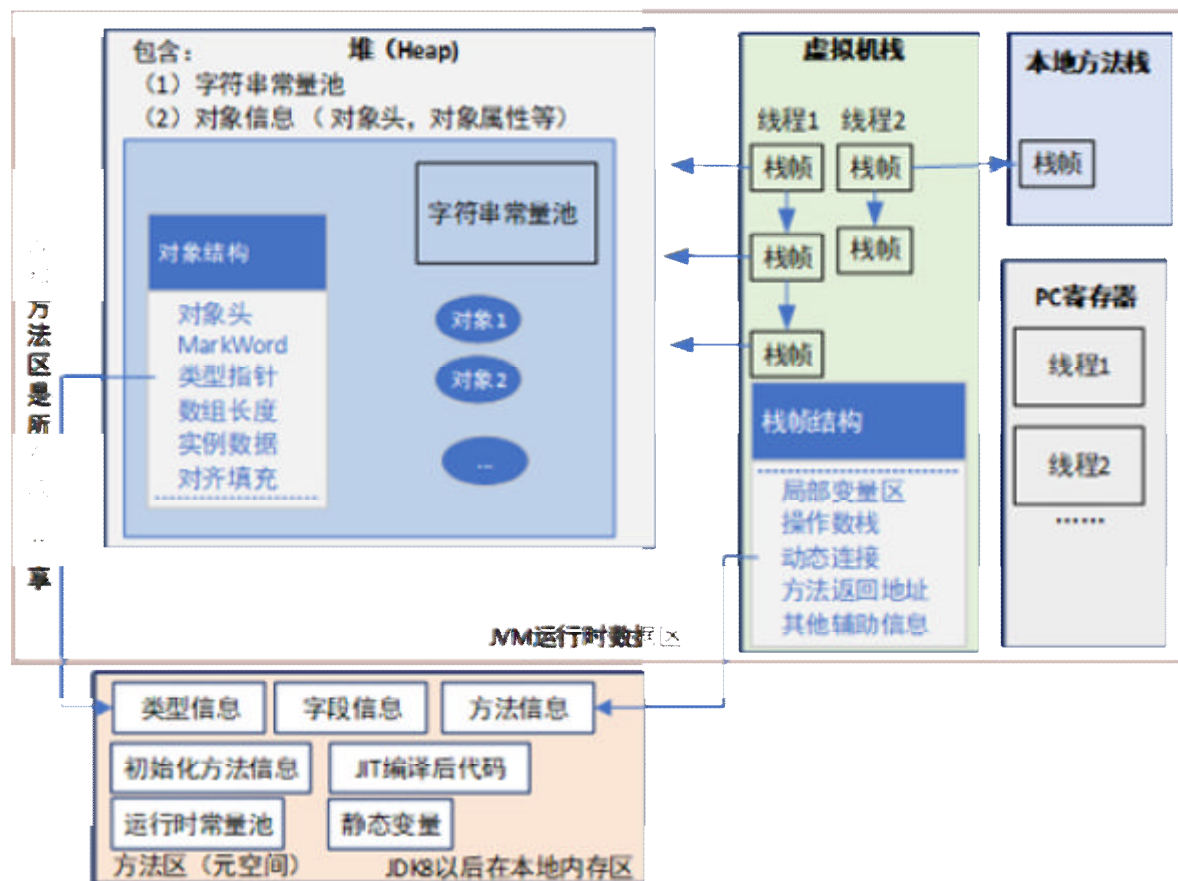 堆（Heap)
包含：
（1）字符串常量池
（2）对象信息（ 对象头，对象属性等）
对象结构
对象头
MarkWord
类型指针
数组长度
实例数据
对齐填充
字符串常量池
对象1
对象2
...
虚拟机栈
线程1
线程2
栈帧
栈帧
栈帧
栈帧
栈帧
栈帧结构
局部变量区
操作数栈
动态连接
方法返回地址
其他辅助信息
本地方法栈
栈帧
PC寄存器
线程1
线程2
······
方法区是所
享
JVM运行时数据区
类型信息
字段信息
方法信息
初始化方法信息
JIT编译后代码
运行时常量池
静态变量
方法区（元空间）
JDK8以后在本地内存区